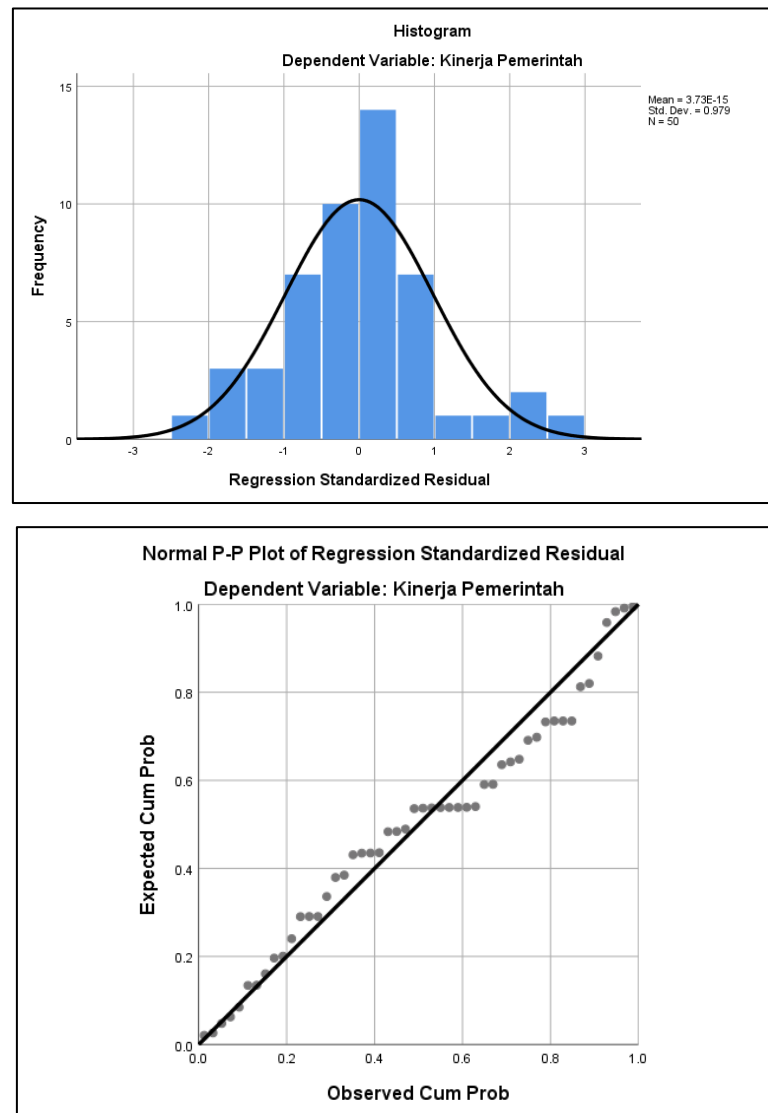 Histogram
Dependent Variable: Kinerja Pemerintah
Mean = 3.73E-15
Std. Dev. = 0.979
N = 50
Frequency
15
10
5
0
-3 -2 -1 0 1 2 3
Regression Standardized Residual
Normal P-P Plot of Regression Standardized Residual
Dependent Variable: Kinerja Pemerintah
Expected Cum Prob
1.0
0.8
0.6
0.4
0.2
0.0
0.0 0.2 0.4 0.6 0.8 1.0
Observed Cum Prob